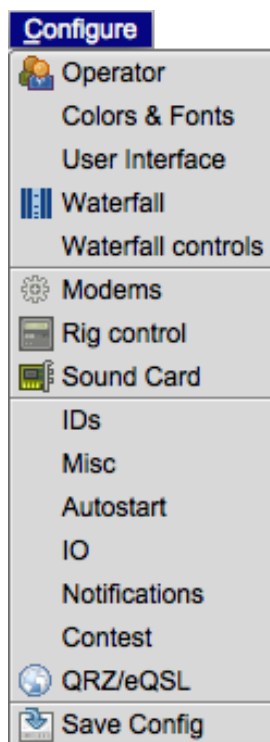 Configure
Operator
Colors & Fonts
User Interface
Waterfall
Waterfall controls
Modems
Rig control
Sound Card
IDs
Misc
Autostart
IO
Notifications
Contest
QRZ/eQSL
Save Config